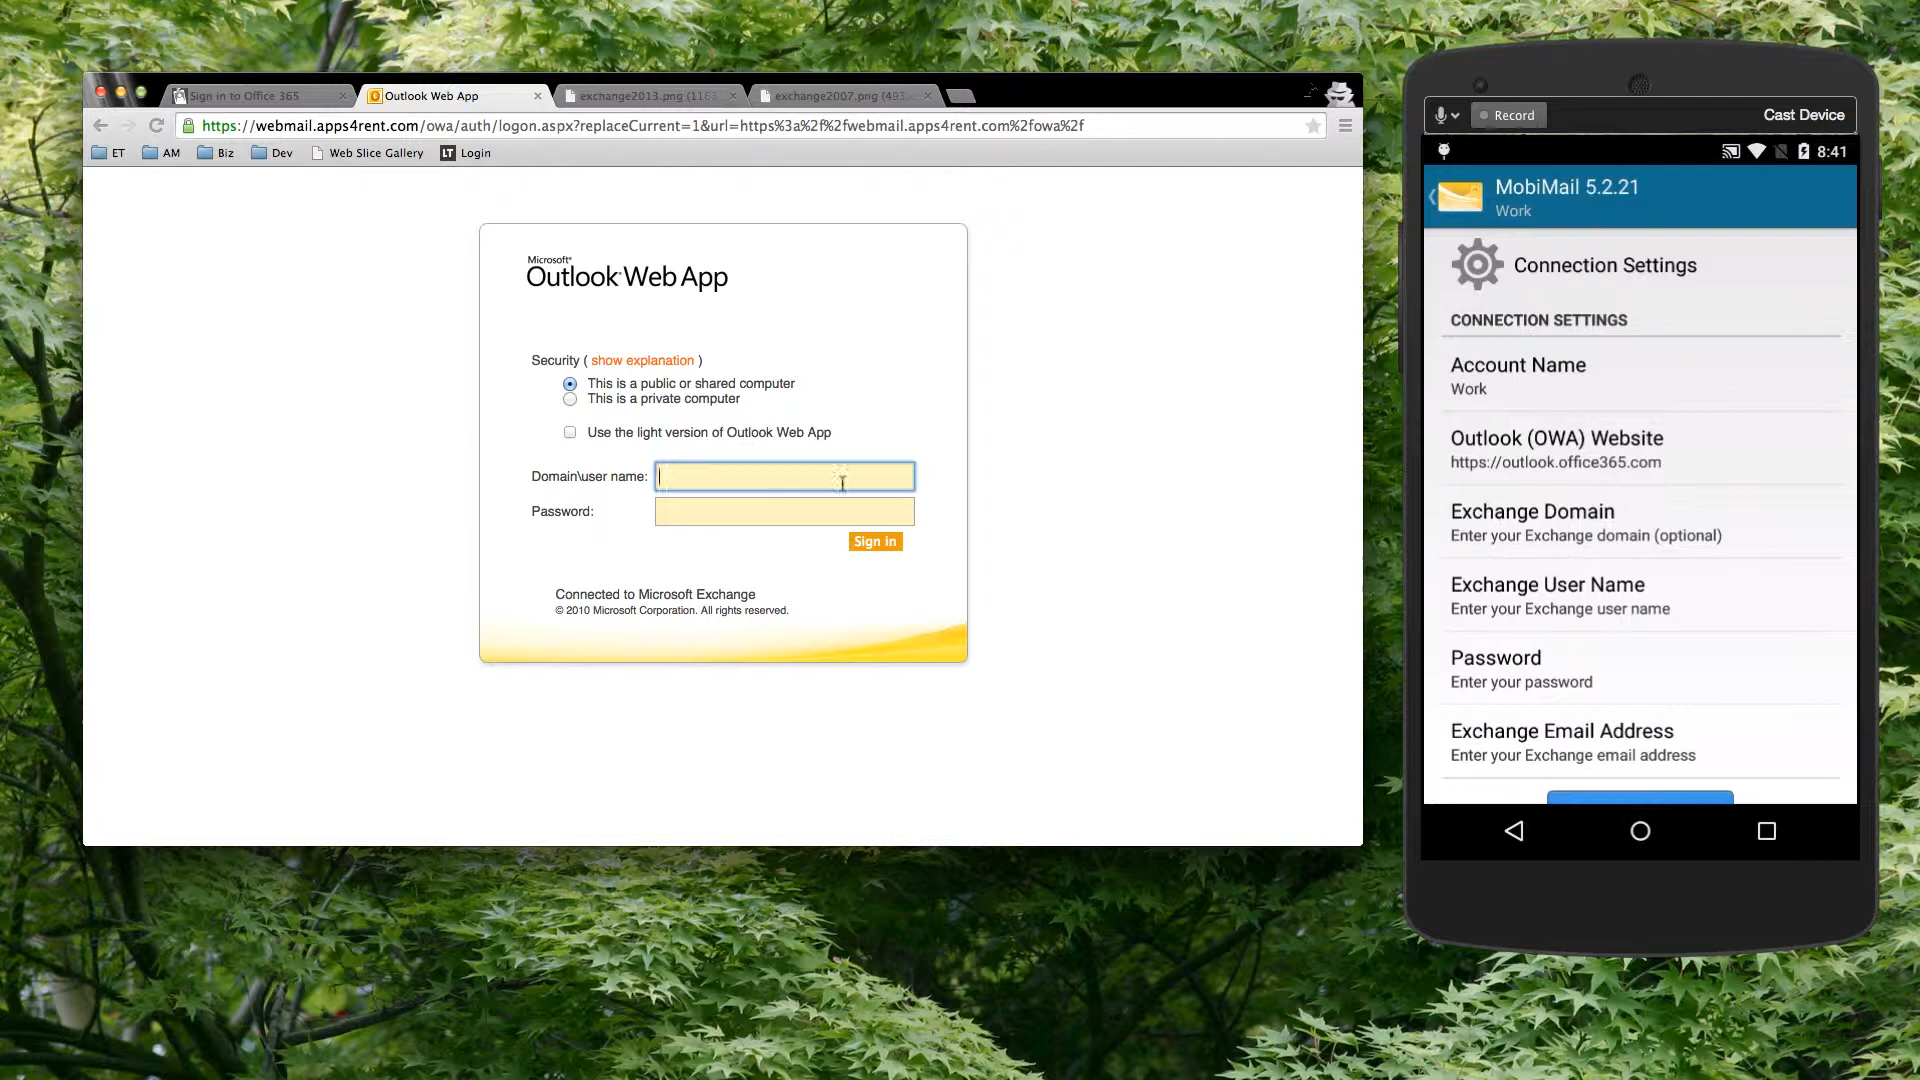 Sign in to Office 365
Outlook Web App
exchange2013.png (116
exchange2007.png (493
https://webmail.apps4rent.com/owa/auth/logon.aspx?replaceCurrent=1&url=https%3a%2f%2fwebmail.apps4rent.com%2fowa%2f
ET
AM
Biz
Dev
Web Slice Gallery
LT
Login
Microsoft®
Outlook Web App
Security ( show explanation )
This is a public or shared computer
This is a private computer
Use the light version of Outlook Web App
Domain\user name:
Password:
Sign in
Connected to Microsoft Exchange
© 2010 Microsoft Corporation. All rights reserved.
Record
Cast Device
8:41
MobiMail 5.2.21
Work
Connection Settings
CONNECTION SETTINGS
Account Name
Work
Outlook (OWA) Website
https://outlook.office365.com
Exchange Domain
Enter your Exchange domain (optional)
Exchange User Name
Enter your Exchange user name
Password
Enter your password
Exchange Email Address
Enter your Exchange email address